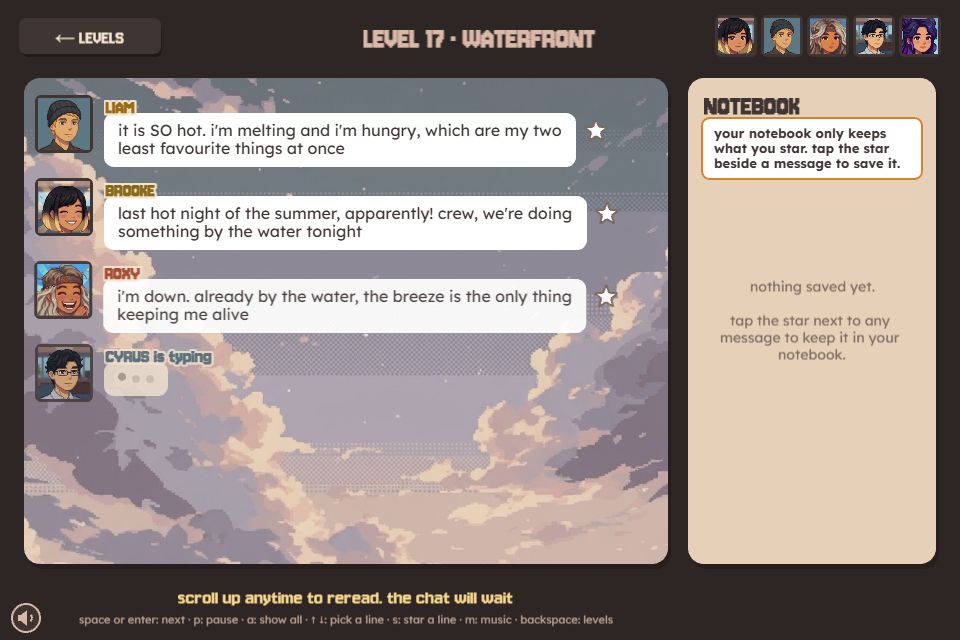 ← LEVELS
LEVEL 17 · WATERFRONT
LIAM
it is SO hot. i'm melting and i'm hungry, which are my two
least favourite things at once
BROOKE
last hot night of the summer, apparently! crew, we're doing
something by the water tonight
ROXY
i'm down. already by the water, the breeze is the only thing
keeping me alive
CYRUS is typing
NOTEBOOK
your notebook only keeps
what you star. tap the star
beside a message to save it.
nothing saved yet.
tap the star next to any
message to keep it in your
notebook.
scroll up anytime to reread. the chat will wait
space or enter: next · p: pause · a: show all · ↑ ↓: pick a line · s: star a line · m: music · backspace: levels